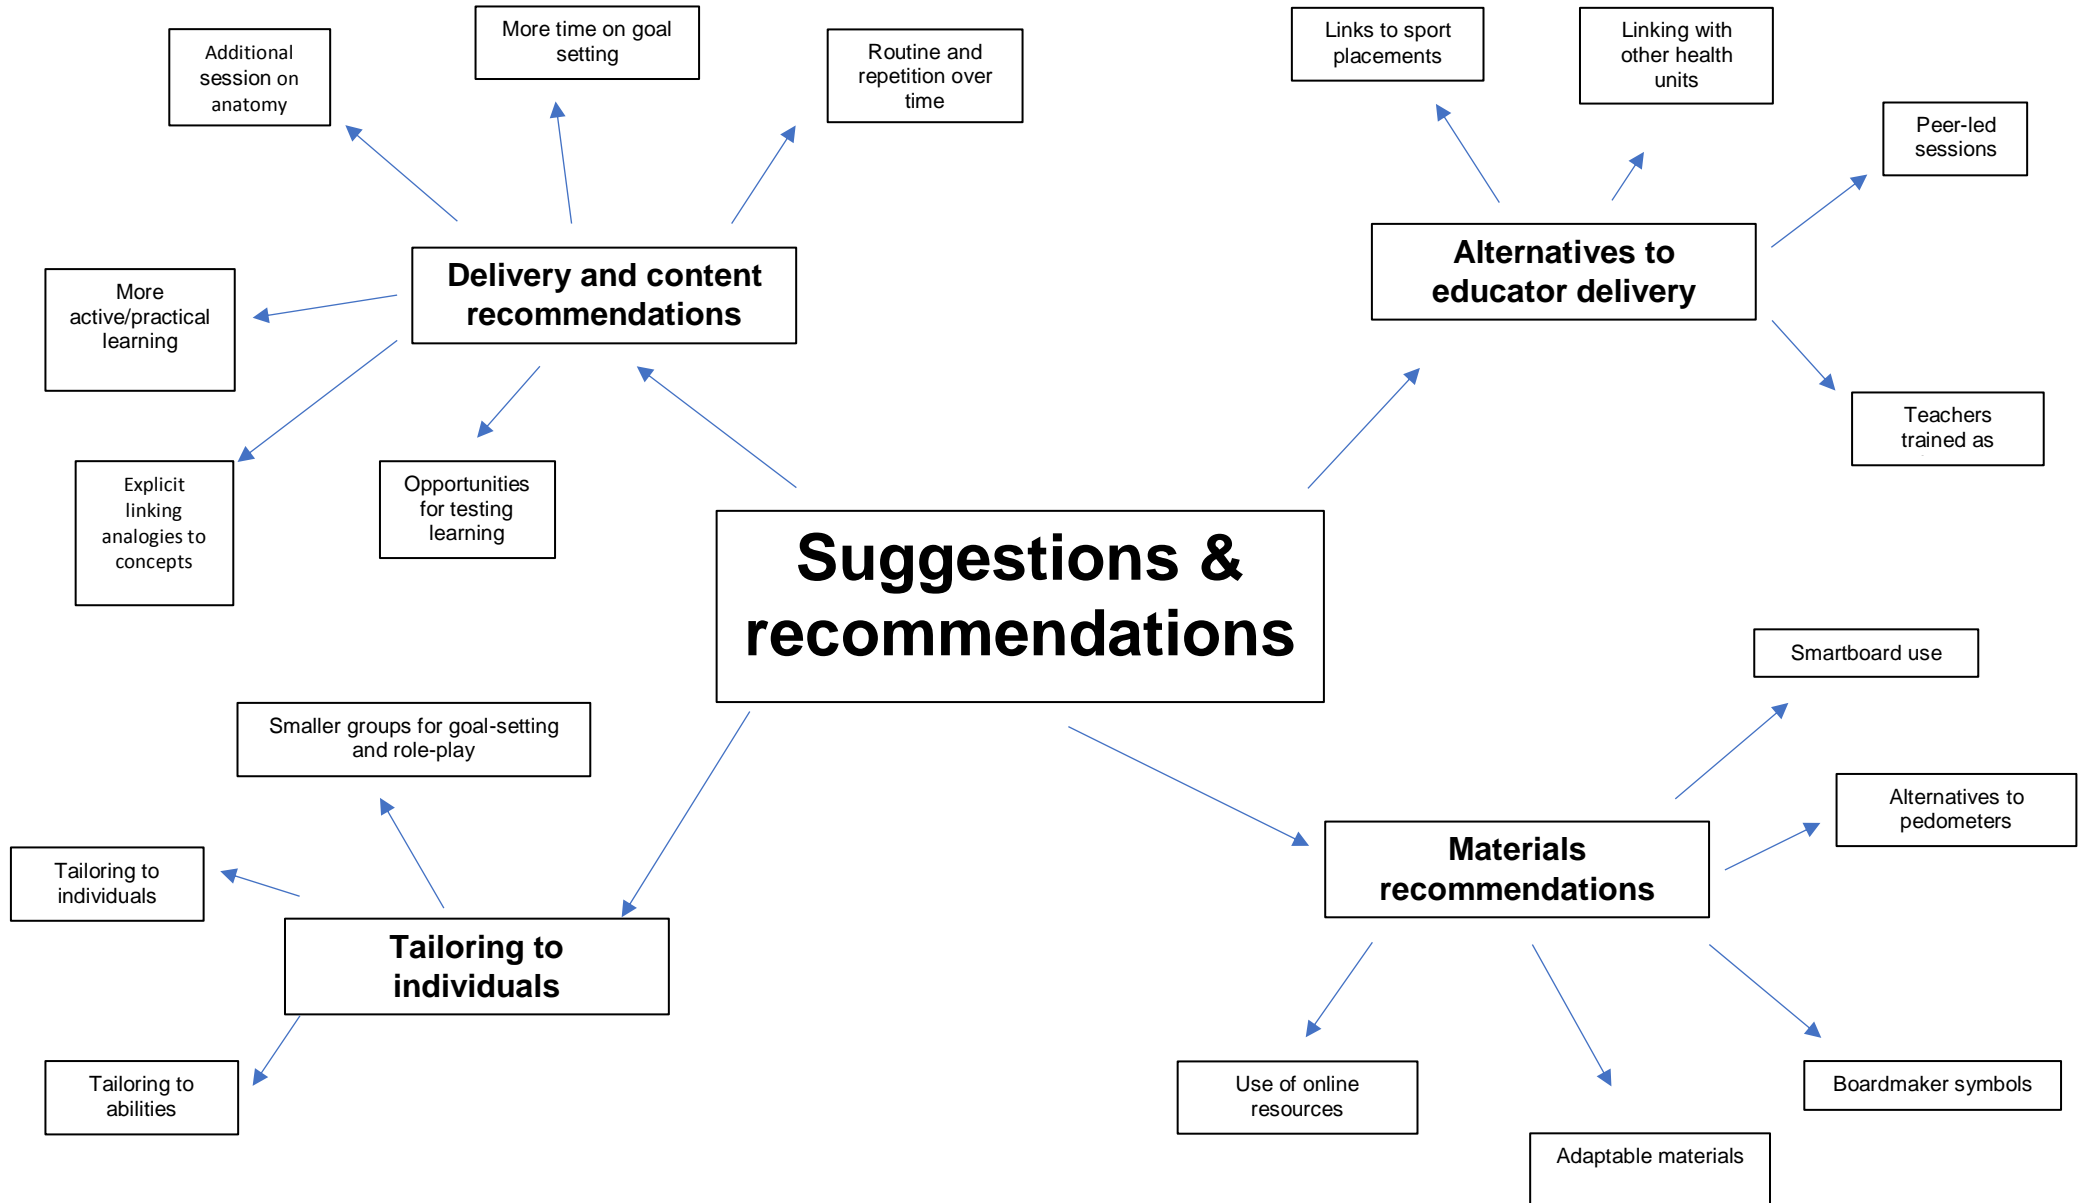 More time on goal
setting
Additional
session on
anatomy
Routine and
repetition over
time
Links to sport
placements
Linking with
other health
units
Peer-led
sessions
Delivery and content
recommendations
Alternatives to
educator delivery
More
active/practical
learning
Explicit
linking
analogies to
concepts
Opportunities
for testing
learning
Teachers
trained as
Suggestions &
recommendations
Smaller groups for goal-setting
and role-play
Tailoring to
individuals
Tailoring to
individuals
Tailoring to
abilities
Smartboard use
Alternatives to
pedometers
Materials
recommendations
Use of online
resources
Adaptable materials
Boardmaker symbols